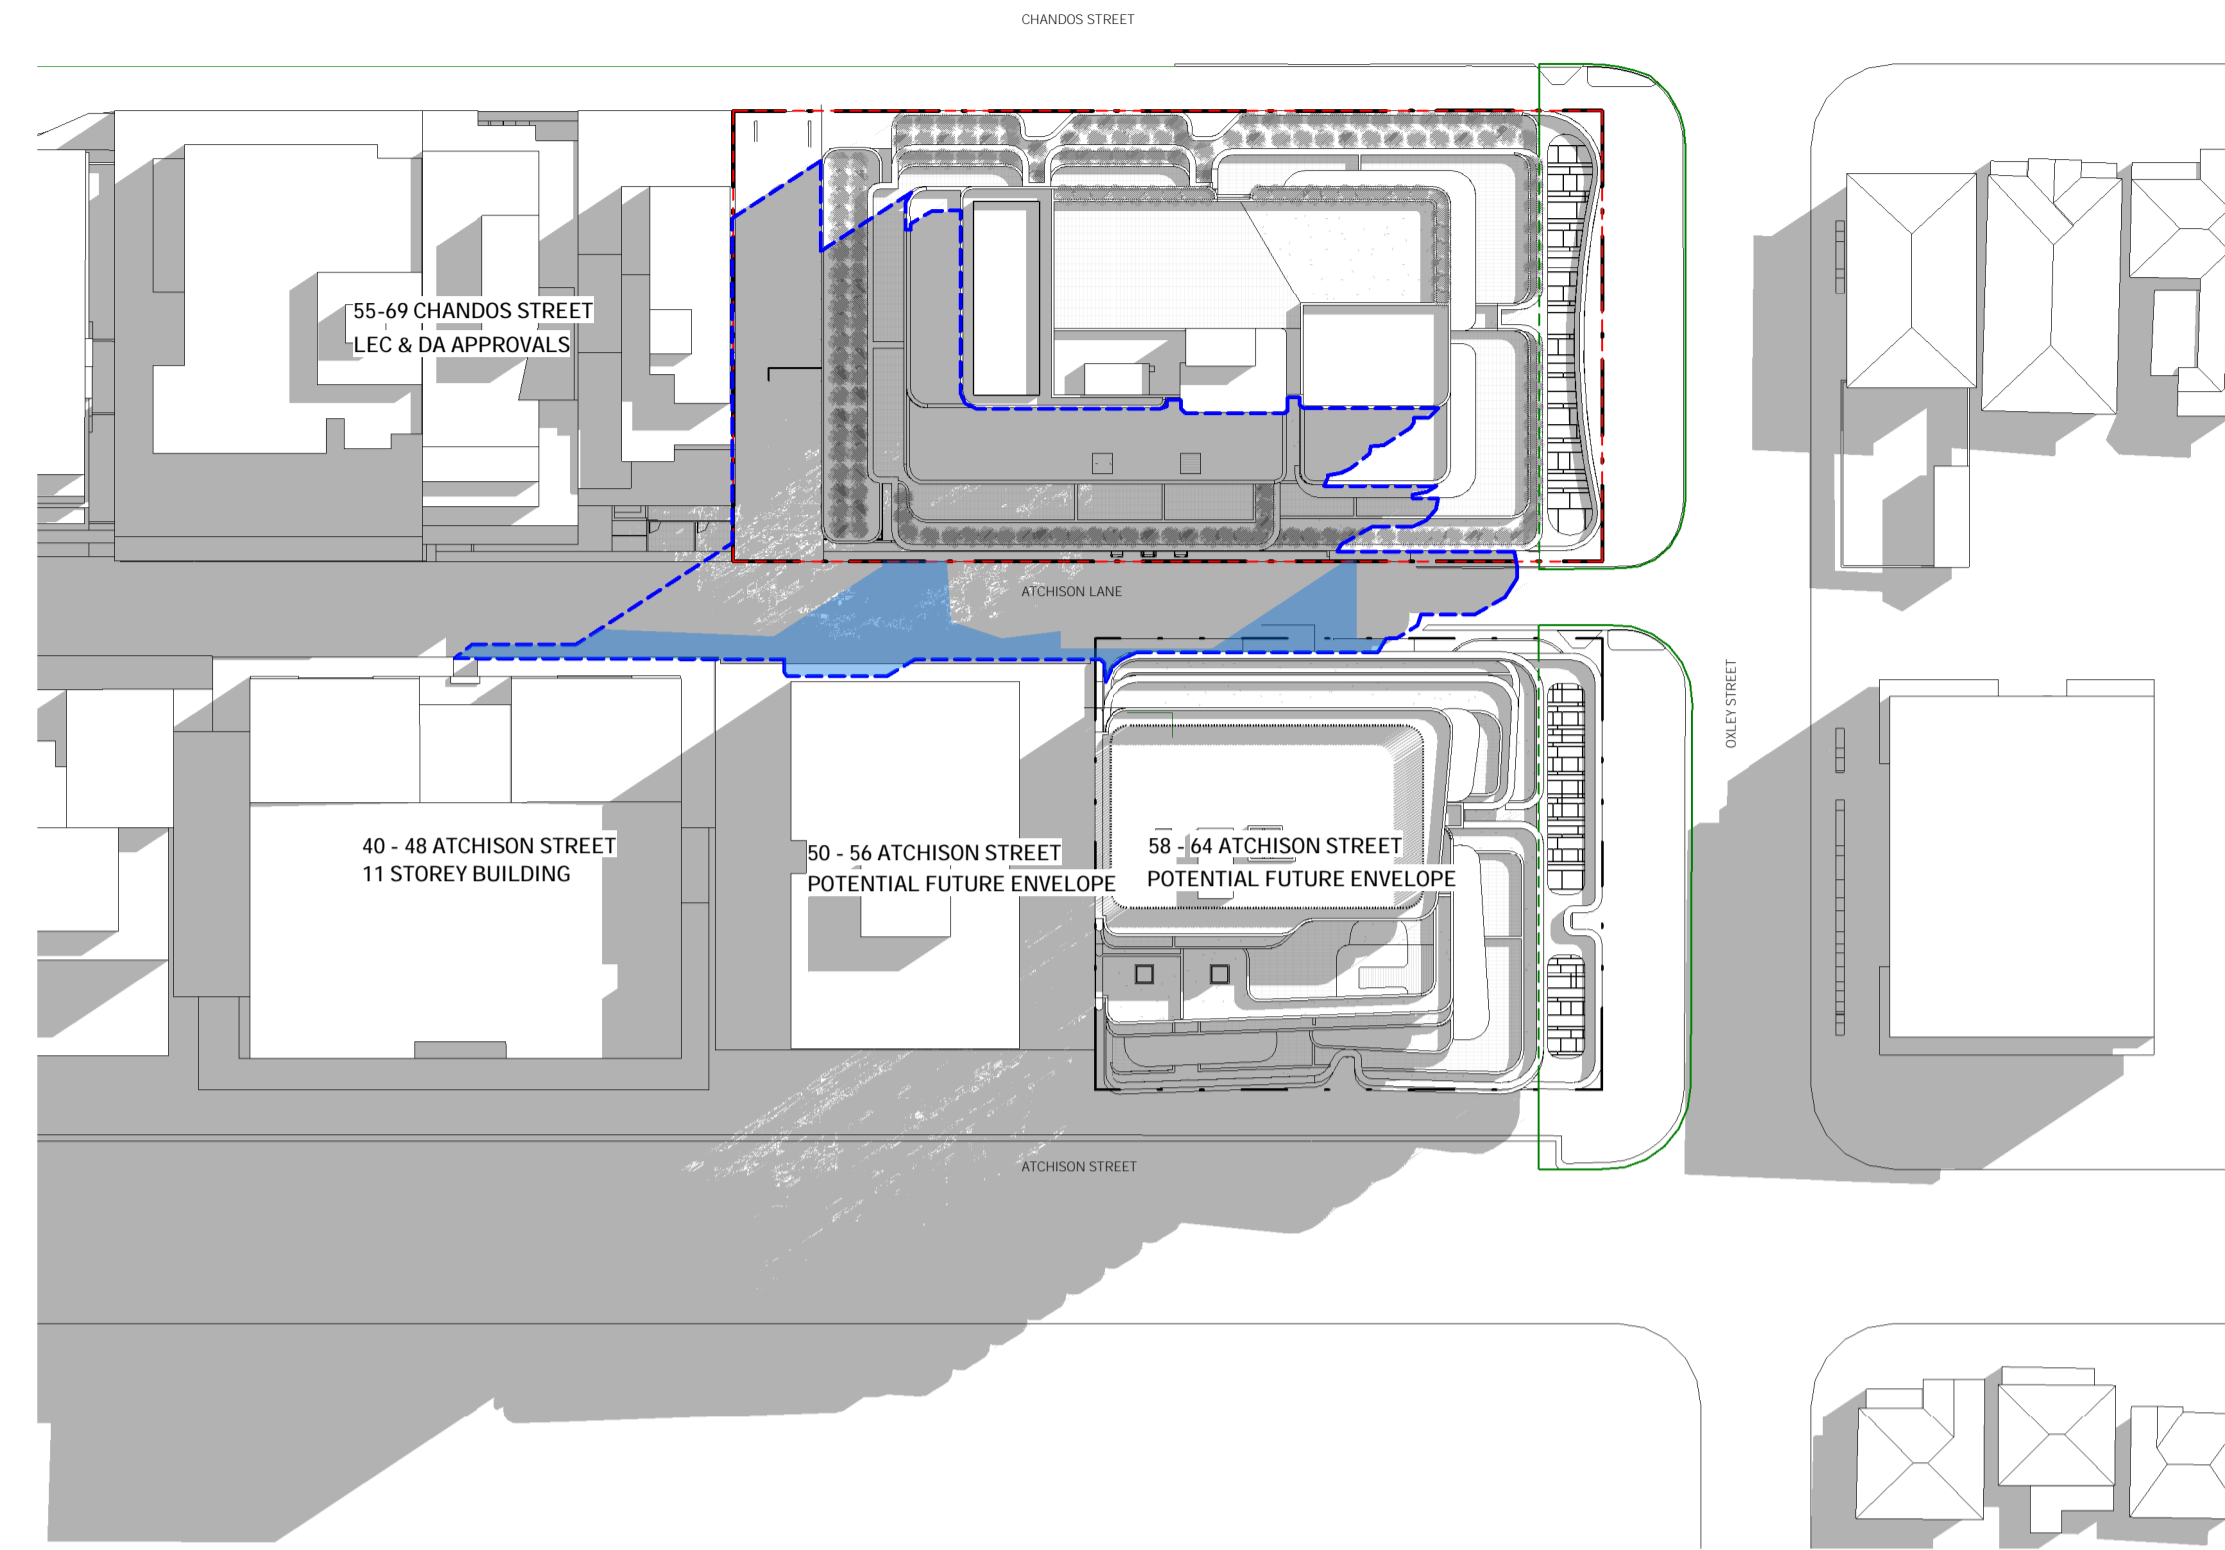 CHANDOS STREET
55-69 CHANDOS STREET
LEC & DA APPROVALS
ATCHISON LANE
OXLEY STREET
40 - 48 ATCHISON STREET
11 STOREY BUILDING
50 - 56 ATCHISON STREET
POTENTIAL FUTURE ENVELOPE
58 - 64 ATCHISON STREET
POTENTIAL FUTURE ENVELOPE
ATCHISON STREET